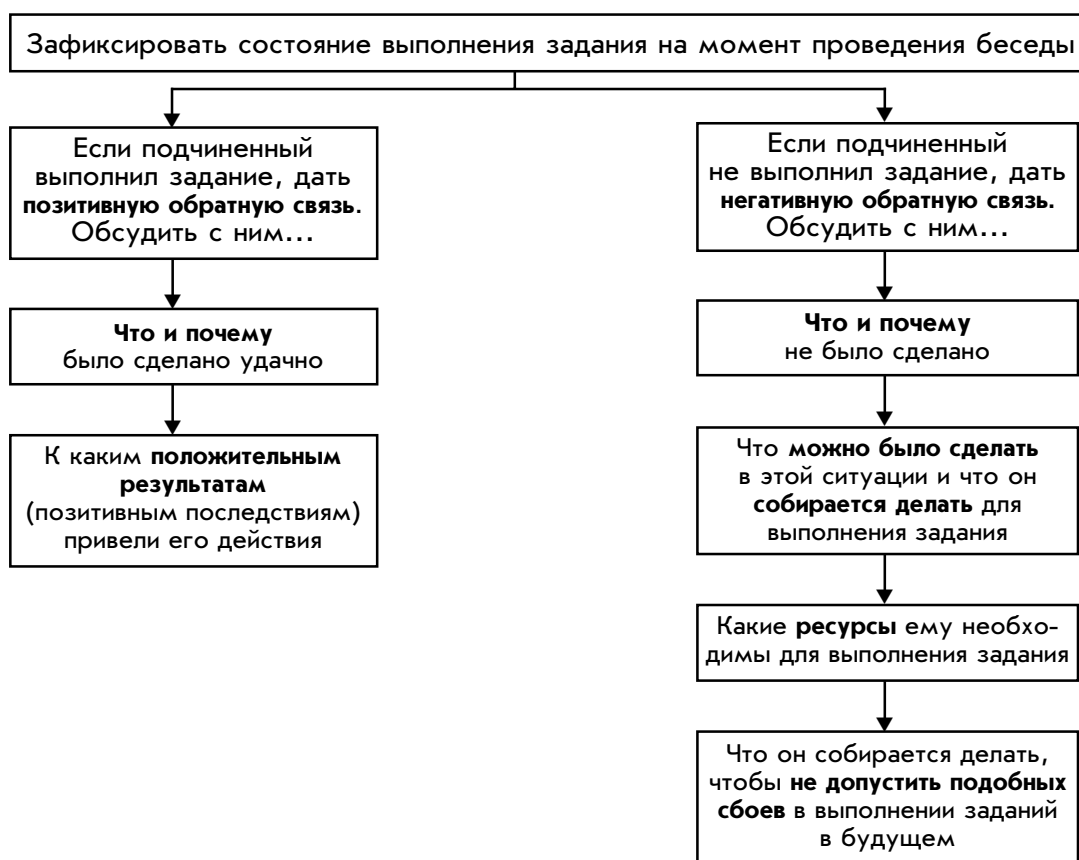 Зафиксировать состояние выполнения задания на момент проведения беседы
Если подчиненный
выполнил задание, дать
позитивную обратную связь.
Обсудить с ним...
Что и почему
было сделано удачно
К каким положительным
результатам
(позитивным последствиям)
привели его действия
Если подчиненный
не выполнил задание, дать
негативную обратную связь.
Обсудить с ним...
Что и почему
не было сделано
Что можно было сделать
в этой ситуации и что он
собирается делать для
выполнения задания
Какие ресурсы ему необхо-
димы для выполнения задания
Что он собирается делать,
чтобы не допустить подобных
сбоев в выполнении заданий
в будущем